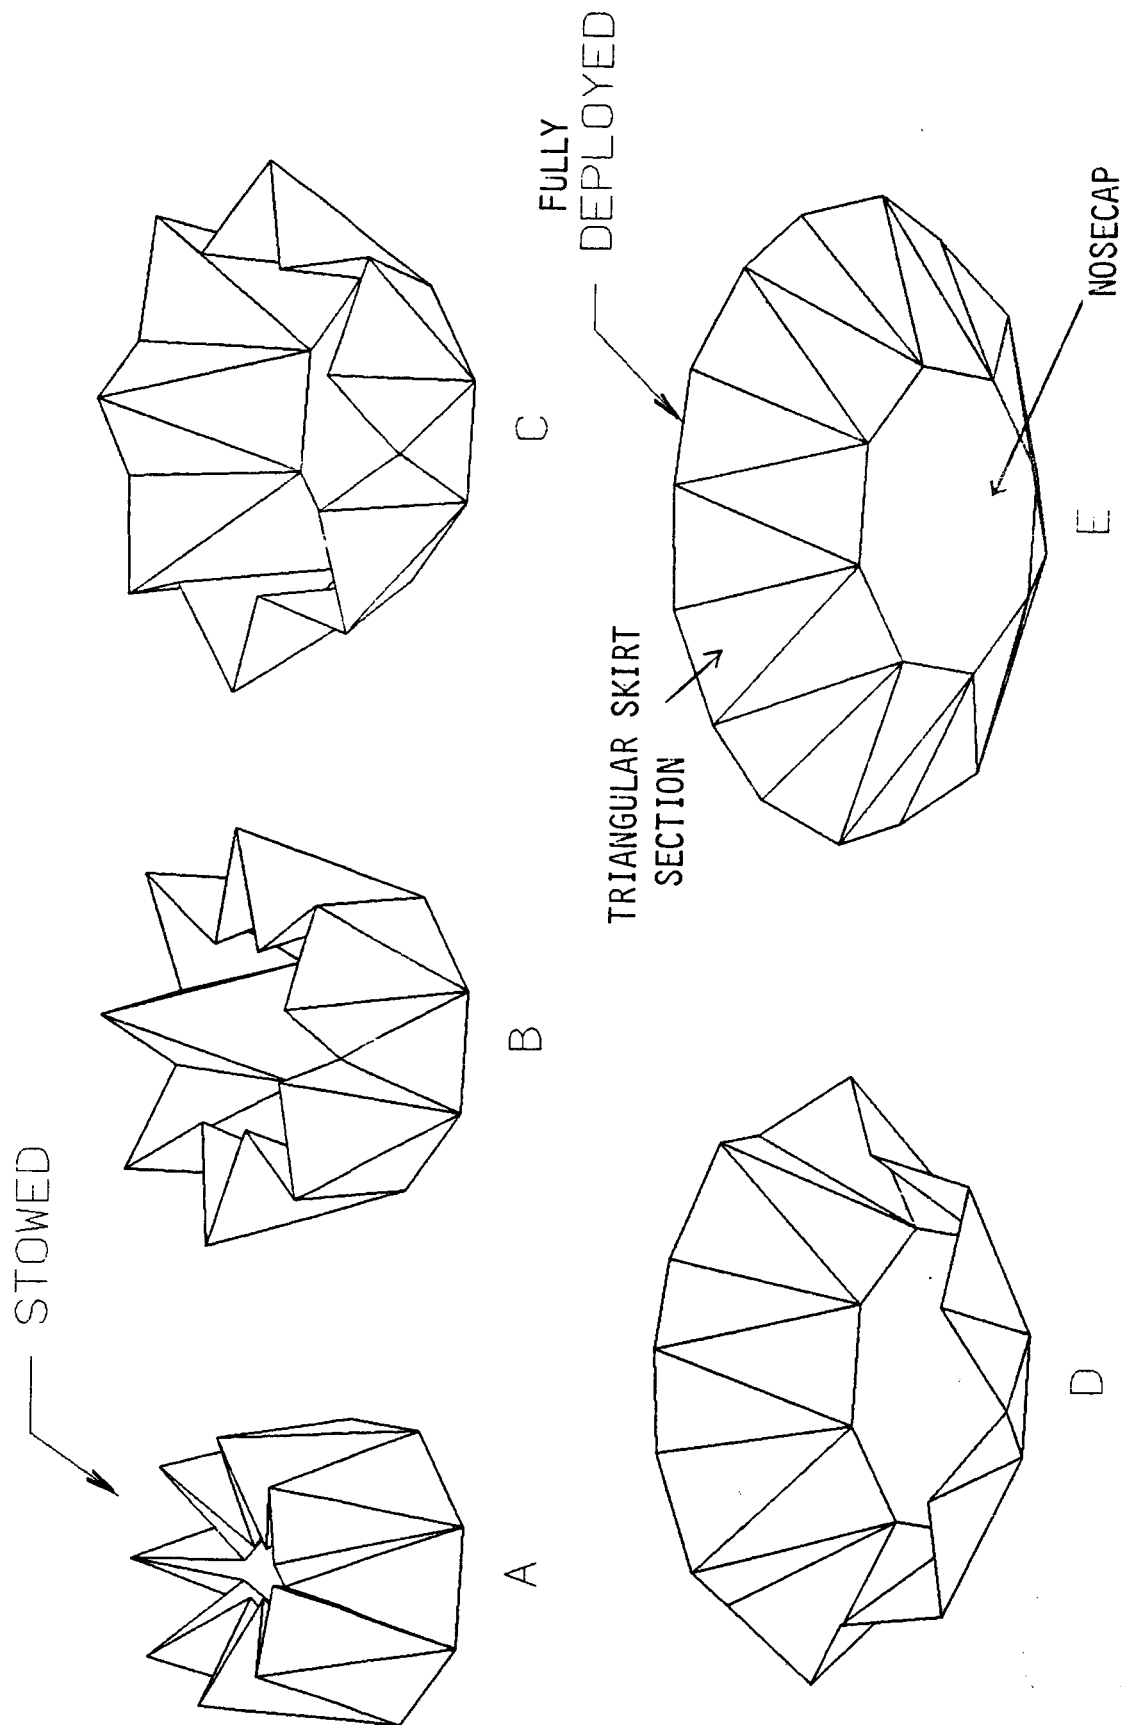 STOWED
A
B
C
D
TRIANGULAR SKIRT
SECTION
FULLY
DEPLOYED
NOSECAP
E